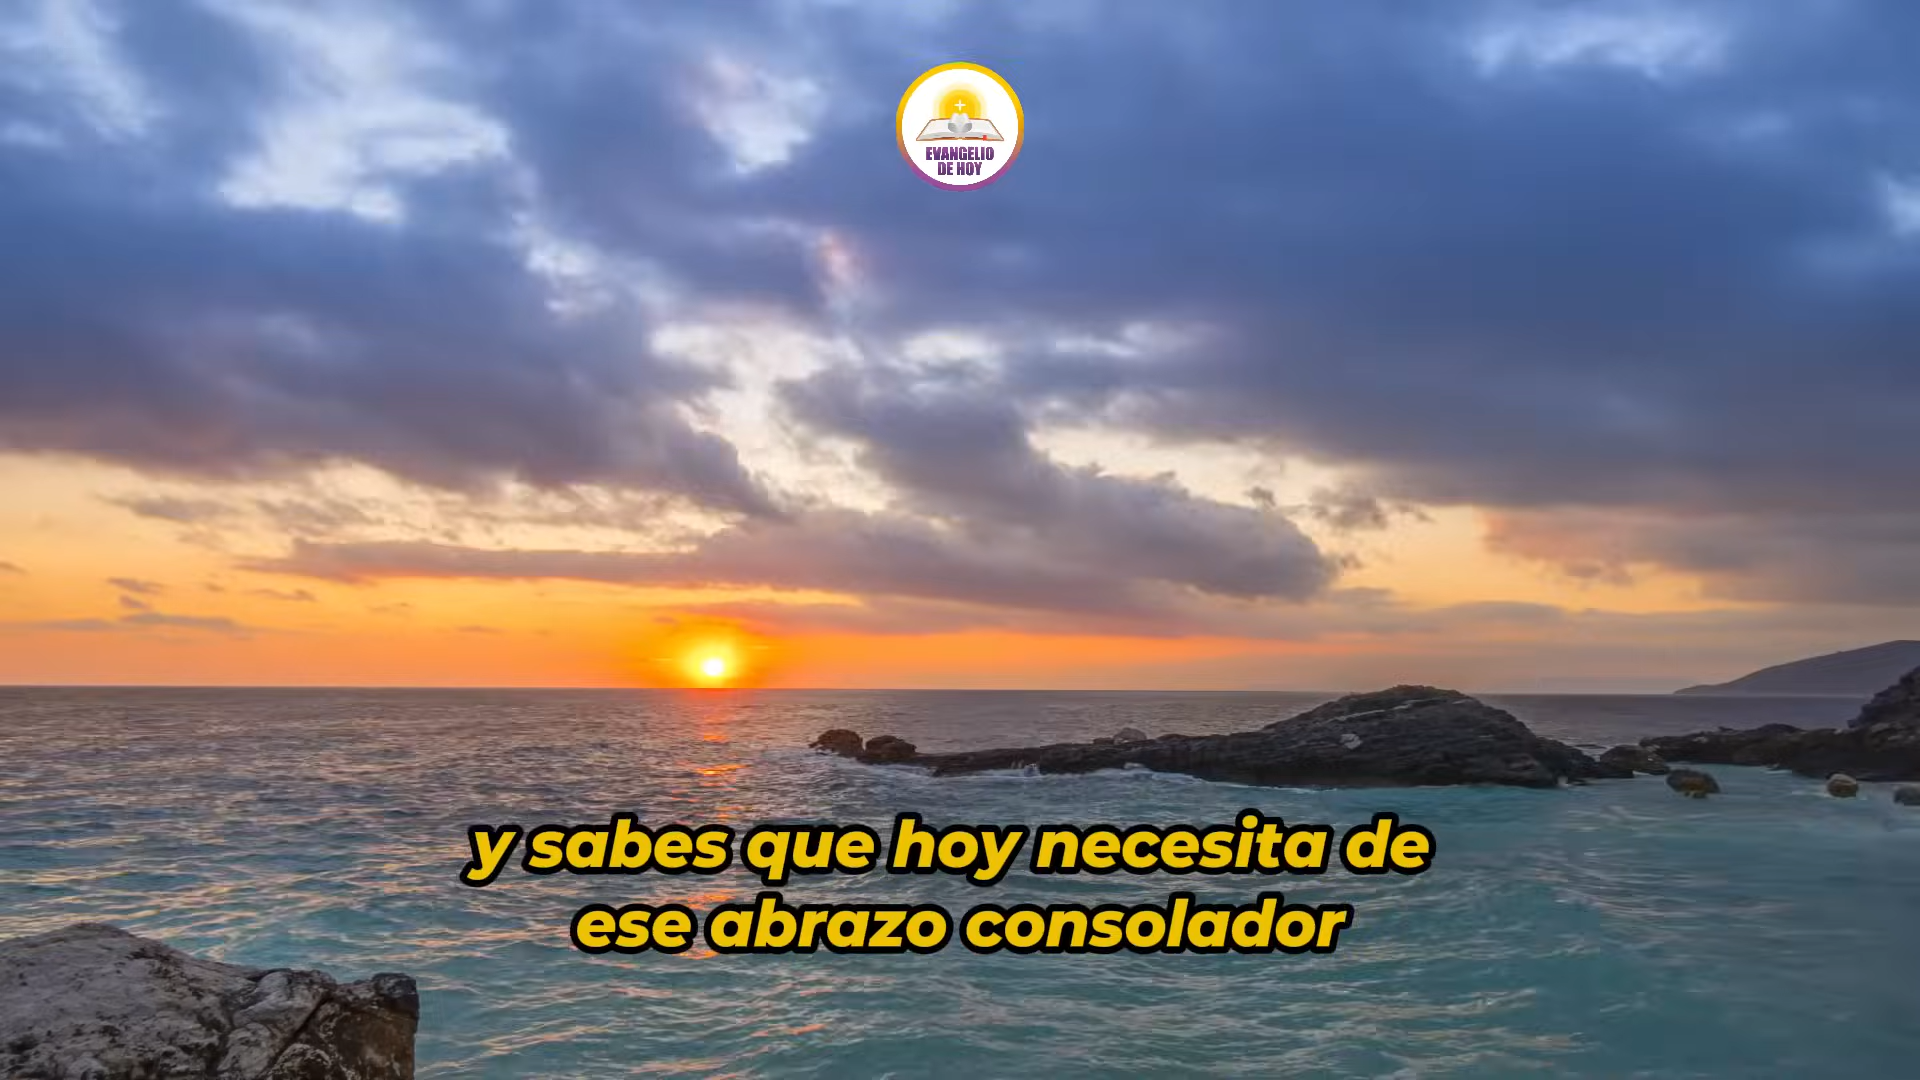 EVANGELIO
DE HOY
y sabes que hoy necesita de
ese abrazo consolador